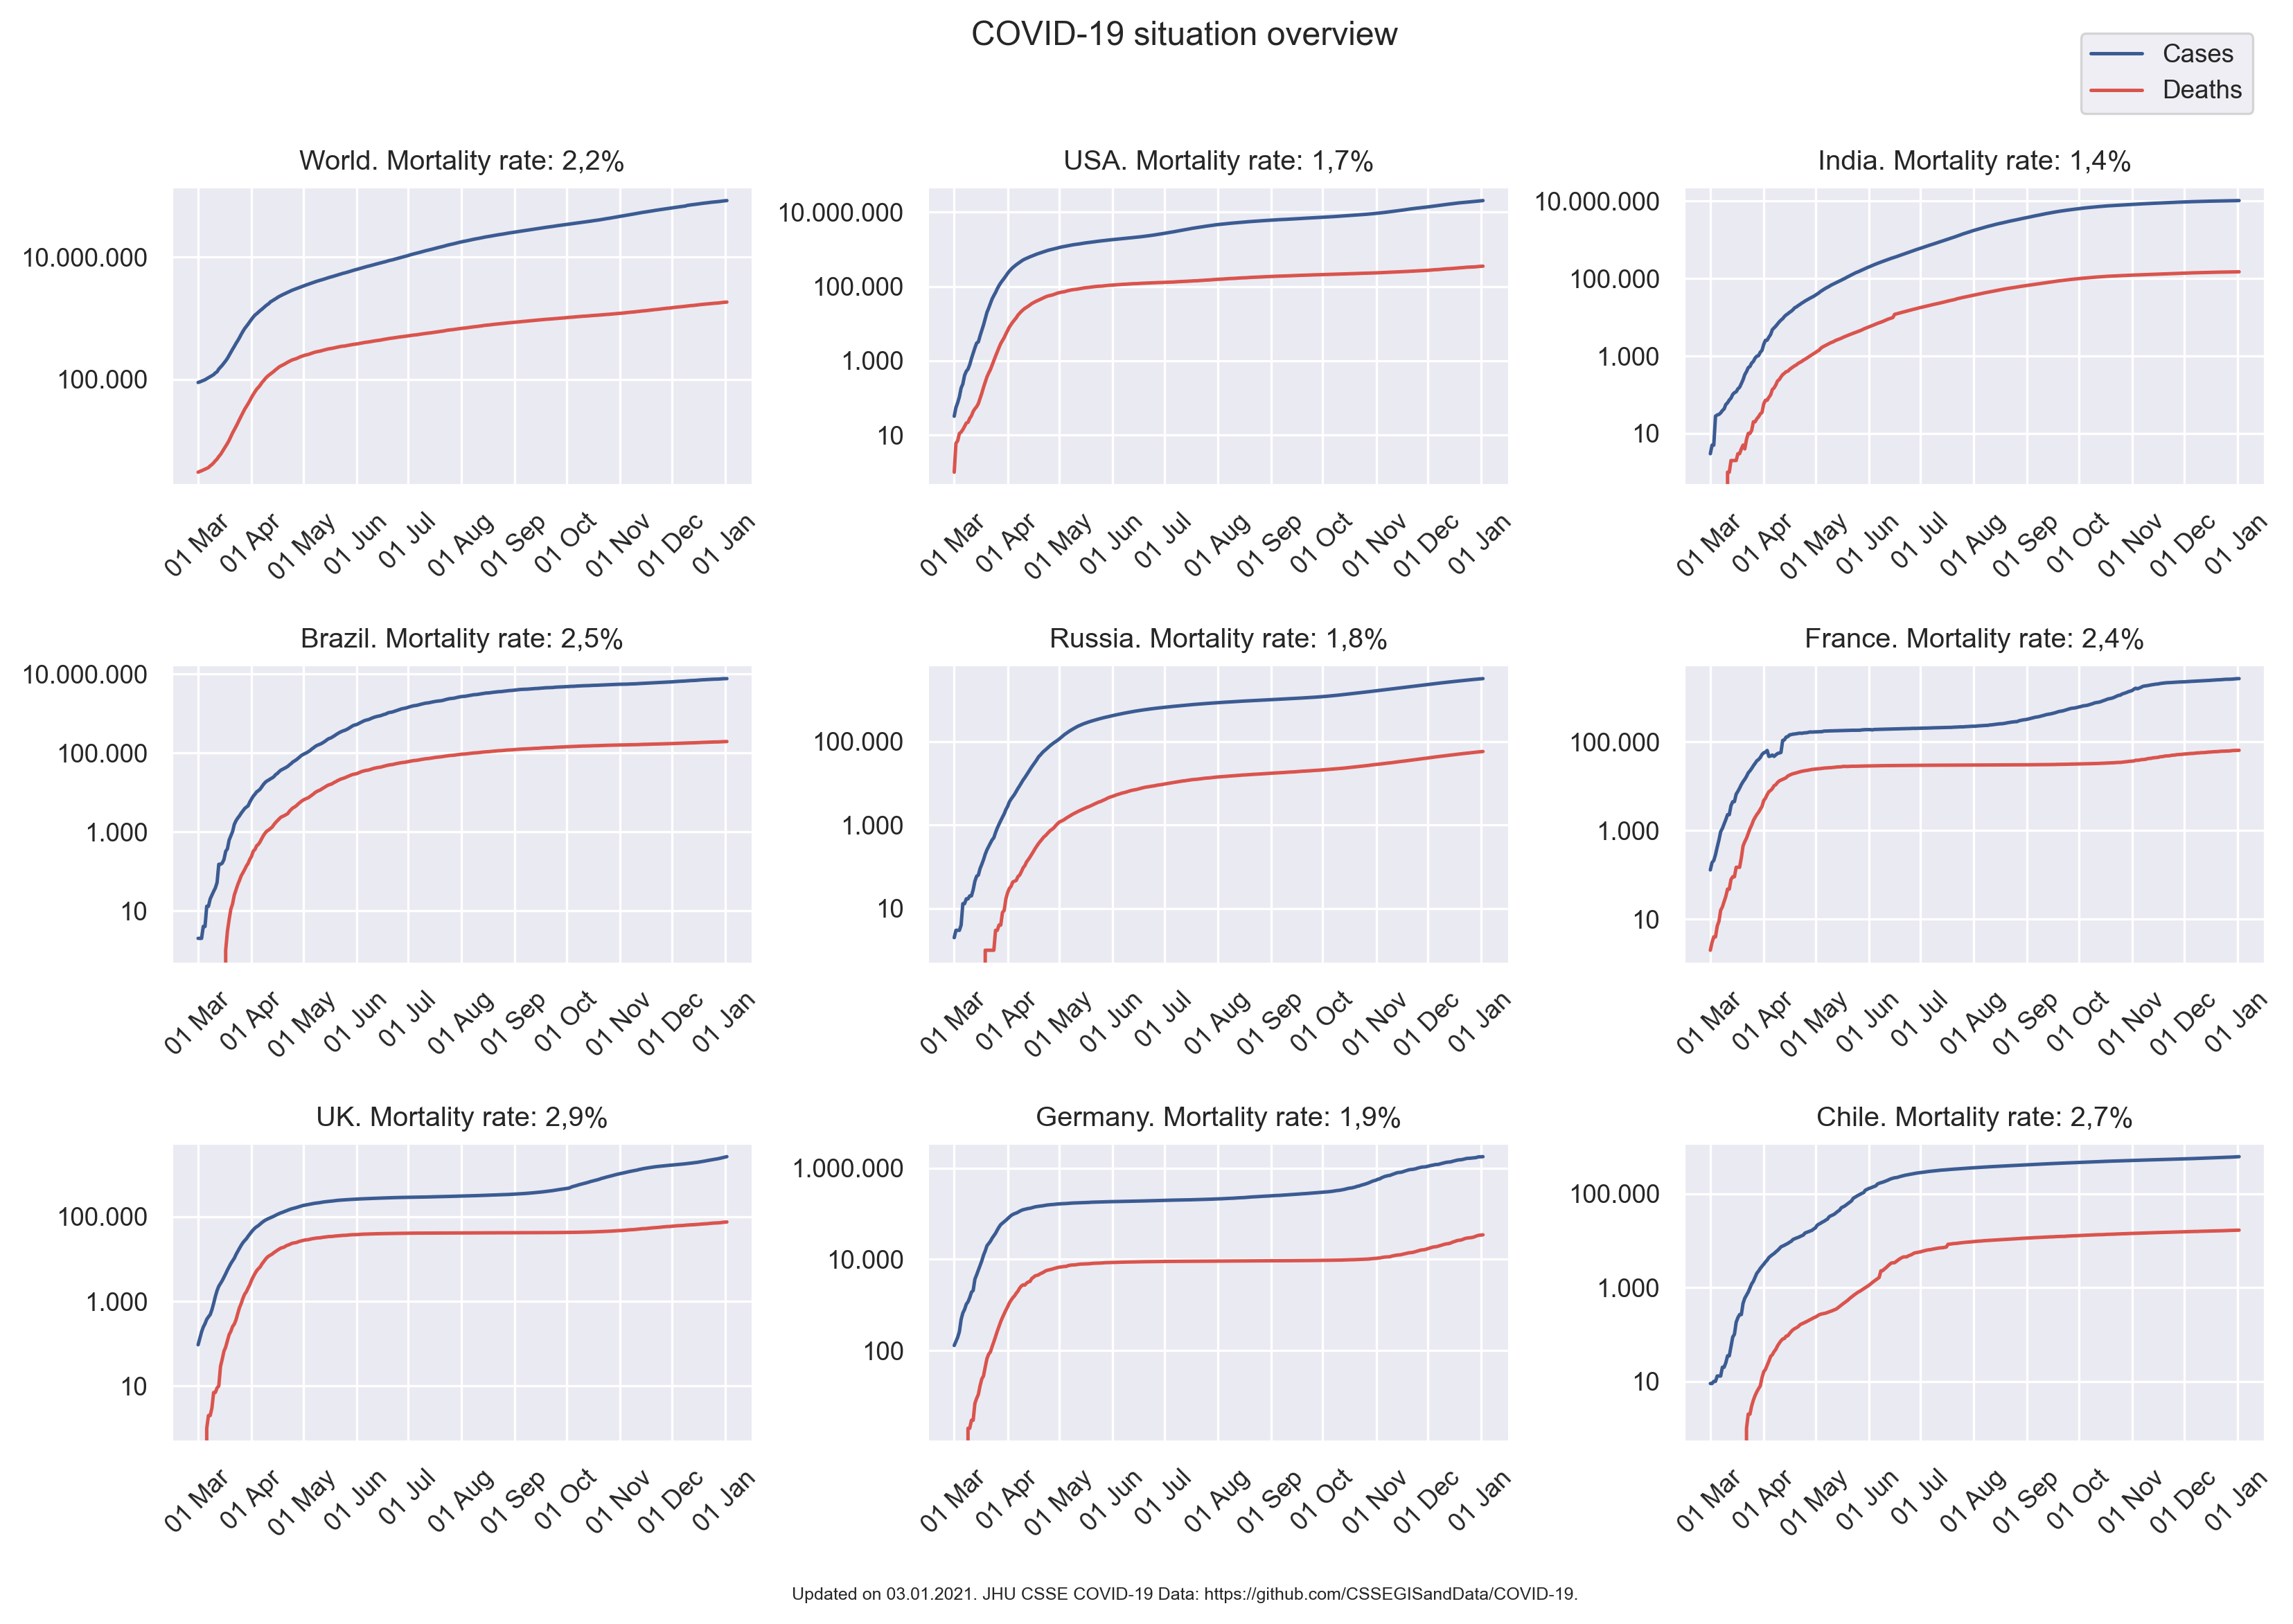 COVID-19 situation overview
Cases
Deaths
World. Mortality rate: 2,2%
10.000.000
100.000
01 Mar
01 Apr
01 May
01 Jun
01 Jul
01 Aug
01 Sep
01 Oct
01 Nov
01 Dec
01 Jan
USA. Mortality rate: 1,7%
10.000.000
100.000
1.000
10
01 Mar
01 Apr
01 May
01 Jun
01 Jul
01 Aug
01 Sep
01 Oct
01 Nov
01 Dec
01 Jan
India. Mortality rate: 1,4%
10.000.000
100.000
1.000
10
01 Mar
01 Apr
01 May
01 Jun
01 Jul
01 Aug
01 Sep
01 Oct
01 Nov
01 Dec
01 Jan
Brazil. Mortality rate: 2,5%
10.000.000
100.000
1.000
10
01 Mar
01 Apr
01 May
01 Jun
01 Jul
01 Aug
01 Sep
01 Oct
01 Nov
01 Dec
01 Jan
Russia. Mortality rate: 1,8%
100.000
1.000
10
01 Mar
01 Apr
01 May
01 Jun
01 Jul
01 Aug
01 Sep
01 Oct
01 Nov
01 Dec
01 Jan
France. Mortality rate: 2,4%
100.000
1.000
10
01 Mar
01 Apr
01 May
01 Jun
01 Jul
01 Aug
01 Sep
01 Oct
01 Nov
01 Dec
01 Jan
UK. Mortality rate: 2,9%
100.000
1.000
10
01 Mar
01 Apr
01 May
01 Jun
01 Jul
01 Aug
01 Sep
01 Oct
01 Nov
01 Dec
01 Jan
Germany. Mortality rate: 1,9%
1.000.000
10.000
100
01 Mar
01 Apr
01 May
01 Jun
01 Jul
01 Aug
01 Sep
01 Oct
01 Nov
01 Dec
01 Jan
Chile. Mortality rate: 2,7%
100.000
1.000
10
01 Mar
01 Apr
01 May
01 Jun
01 Jul
01 Aug
01 Sep
01 Oct
01 Nov
01 Dec
01 Jan
Updated on 03.01.2021. JHU CSSE COVID-19 Data: https://github.com/CSSEGISandData/COVID-19.